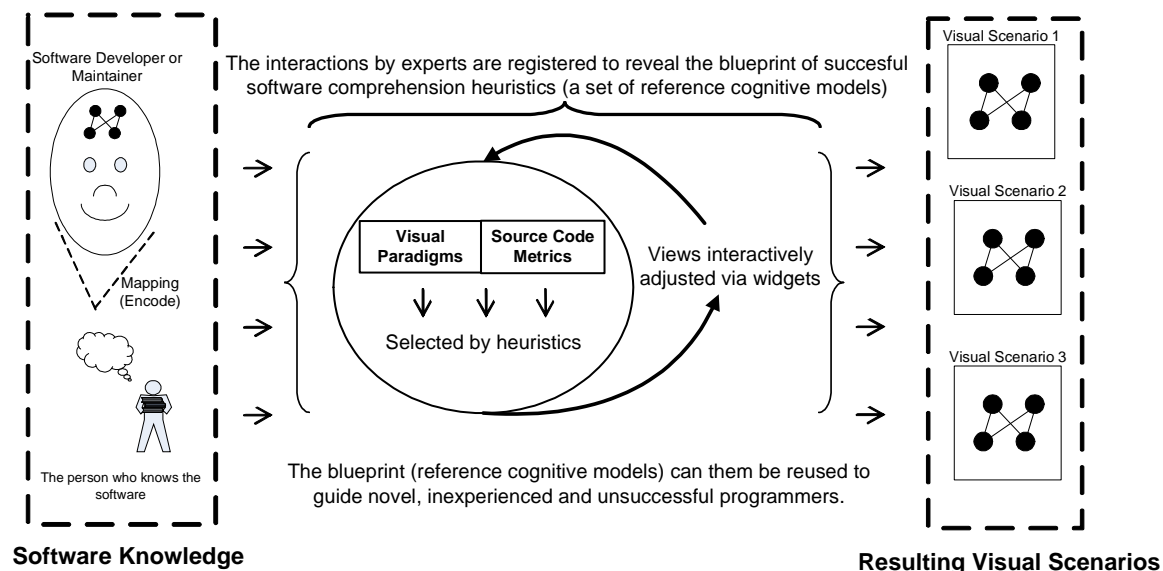 Software Developer or
Maintainer
Mapping
(Encode)
The person who knows the
software
Software Knowledge
The interactions by experts are registered to reveal the blueprint of succesful
software comprehension heuristics (a set of reference cognitive models)
Visual
Paradigms
Source Code
Metrics
Selected by heuristics
Views interactively
adjusted via widgets
The blueprint (reference cognitive models) can them be reused to
guide novel, inexperienced and unsuccessful programmers.
Visual Scenario 1
Visual Scenario 2
Visual Scenario 3
Resulting Visual Scenarios